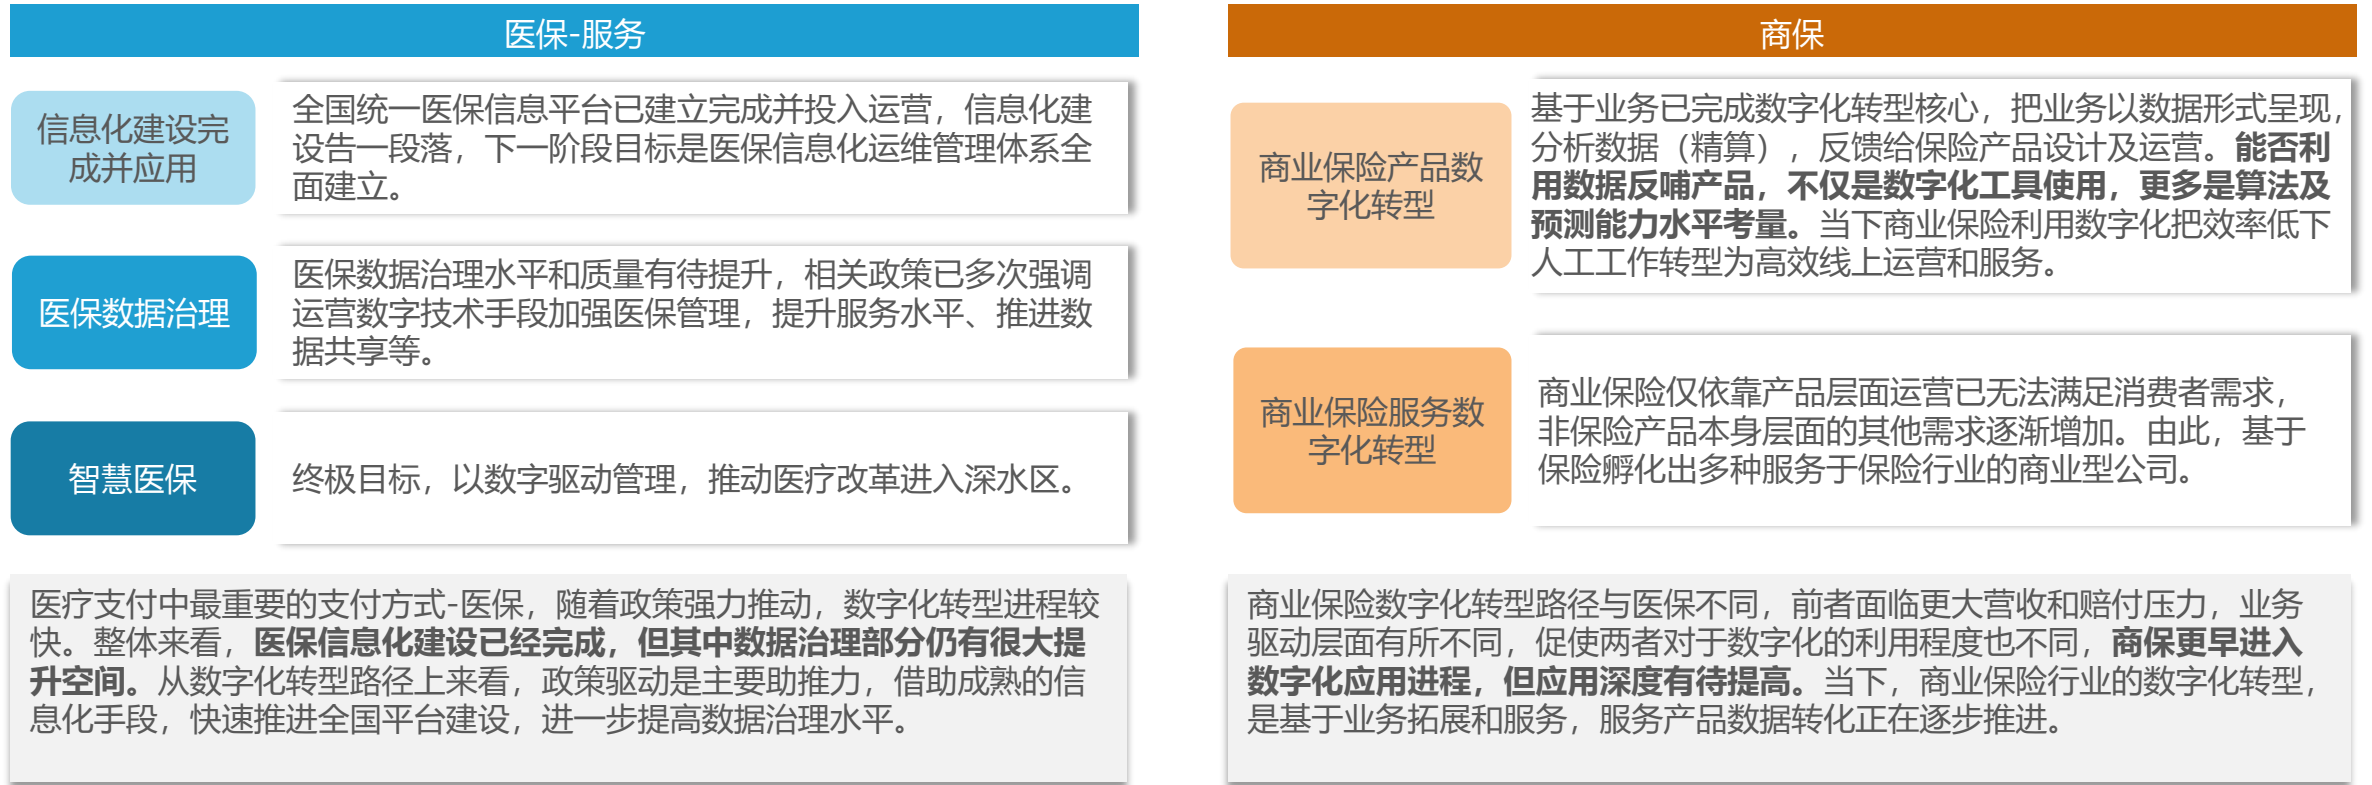 医保-服务
信息化建设完
成并应用
全国统一医保信息平台已建立完成并投入运营，信息化建
设告一段落，下一阶段目标是医保信息化运维管理体系全
面建立。
医保数据治理
医保数据治理水平和质量有待提升，相关政策已多次强调
运营数字技术手段加强医保管理，提升服务水平、推进数
据共享等。
智慧医保
终极目标，以数字驱动管理，推动医疗改革进入深水区。
医疗支付中最重要的支付方式-医保，随着政策强力推动，数字化转型进程较
快。整体来看，医保信息化建设已经完成，但其中数据治理部分仍有很大提
升空间。从数字化转型路径上来看，政策驱动是主要助推力，借助成熟的信
息化手段，快速推进全国平台建设，进一步提高数据治理水平。
商保
商业保险产品数
字化转型
基于业务已完成数字化转型核心，把业务以数据形式呈现，
分析数据（精算），反馈给保险产品设计及运营。能否利
用数据反哺产品，不仅是数字化工具使用，更多是算法及
预测能力水平考量。当下商业保险利用数字化把效率低下
人工工作转型为高效线上运营和服务。
商业保险服务数
字化转型
商业保险仅依靠产品层面运营已无法满足消费者需求，
非保险产品本身层面的其他需求逐渐增加。由此，基于
保险孵化出多种服务于保险行业的商业型公司。
商业保险数字化转型路径与医保不同，前者面临更大营收和赔付压力，业务
驱动层面有所不同，促使两者对于数字化的利用程度也不同，商保更早进入
数字化应用进程，但应用深度有待提高。当下，商业保险行业的数字化转型，
是基于业务拓展和服务，服务产品数据转化正在逐步推进。